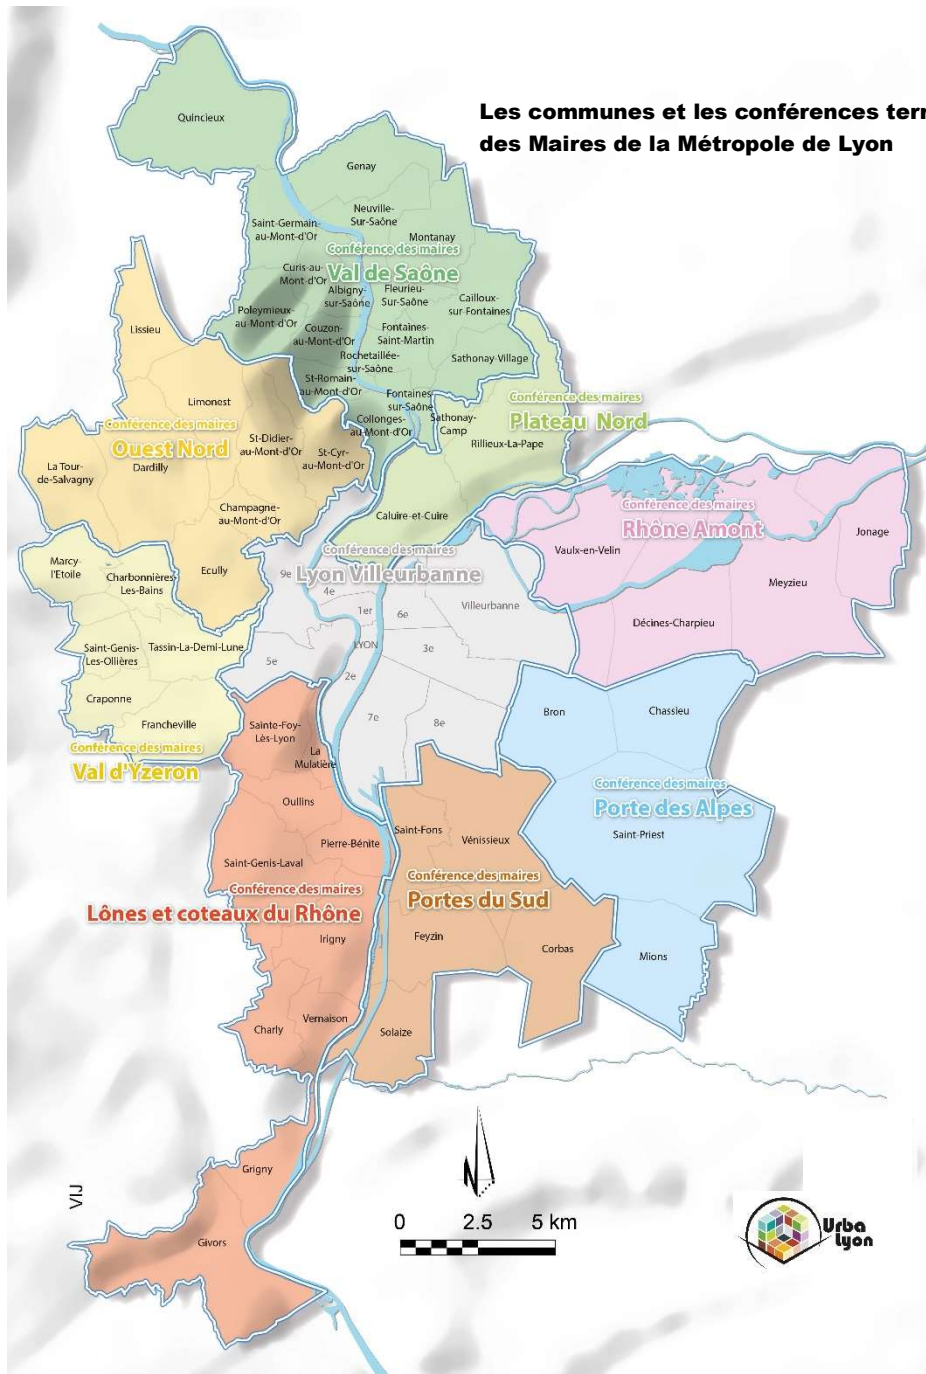 Les communes et les conférences terr
des Maires de la Métropole de Lyon
Quincieux
Genay
Neuville-
Sur-Saône
Saint-Germain-
au-Mont-d'Or
Montanay
Conférence des maires
Val de Saône
Curis-au-
Mont-d'Or
Albigny-
sur-Saône
Fleurieu-
Sur-Saône
Cailloux-
sur-Fontaines
Poleymieux-
au-Mont-d'Or
Couzon-
au-Mont-d'Or
Fontaines-
Saint-Martin
Rochetaillée-
sur-Saône
Sathonay-Village
St-Romain-
au-Mont-d'Or
Fontaines-
sur-Saône
Collonges-
au-Mont-d'Or
Lissieu
Limonest
Conférence des maires
Ouest Nord
St-Didier-
au-Mont-d'Or
St-Cyr-
au-Mont-d'Or
La Tour-
de-Salvagny
Dardilly
Champagne-
au-Mont-d'Or
Ecully
Conférence des maires
Plateau Nord
Sathonay-
Camp
Rillieux-La-Pape
Caluire-et-Cuire
Conférence des maires
Rhône Amont
Vaulx-en-Velin
Jonage
Meyzieu
Décines-Charpieu
Conférence des maires
Lyon Villeurbanne
9e
4e
1er
6e
Villeurbanne
LYON
3e
5e
2e
7e
8e
Marcy-
l'Etoile
Charbonnières-
Les-Bains
Saint-Genis-
Les-Ollières
Tassin-La-Demi-Lune
Craponne
Francheville
Conférence des maires
Val d'Yzeron
Sainte-Foy-
Lès-Lyon
La
Mulatière
Oullins
Pierre-Bénite
Saint-Genis-Laval
Conférence des maires
Lônes et coteaux du Rhône
Irigny
Vernaison
Charly
Grigny
Givors
Saint-Fons
Vénissieux
Conférence des maires
Portes du Sud
Feyzin
Corbas
Solaize
Bron
Chassieu
Conférence des maires
Porte des Alpes
Saint-Priest
Mions
N
0 2.5 5 km
VIJ
Urba
Lyon